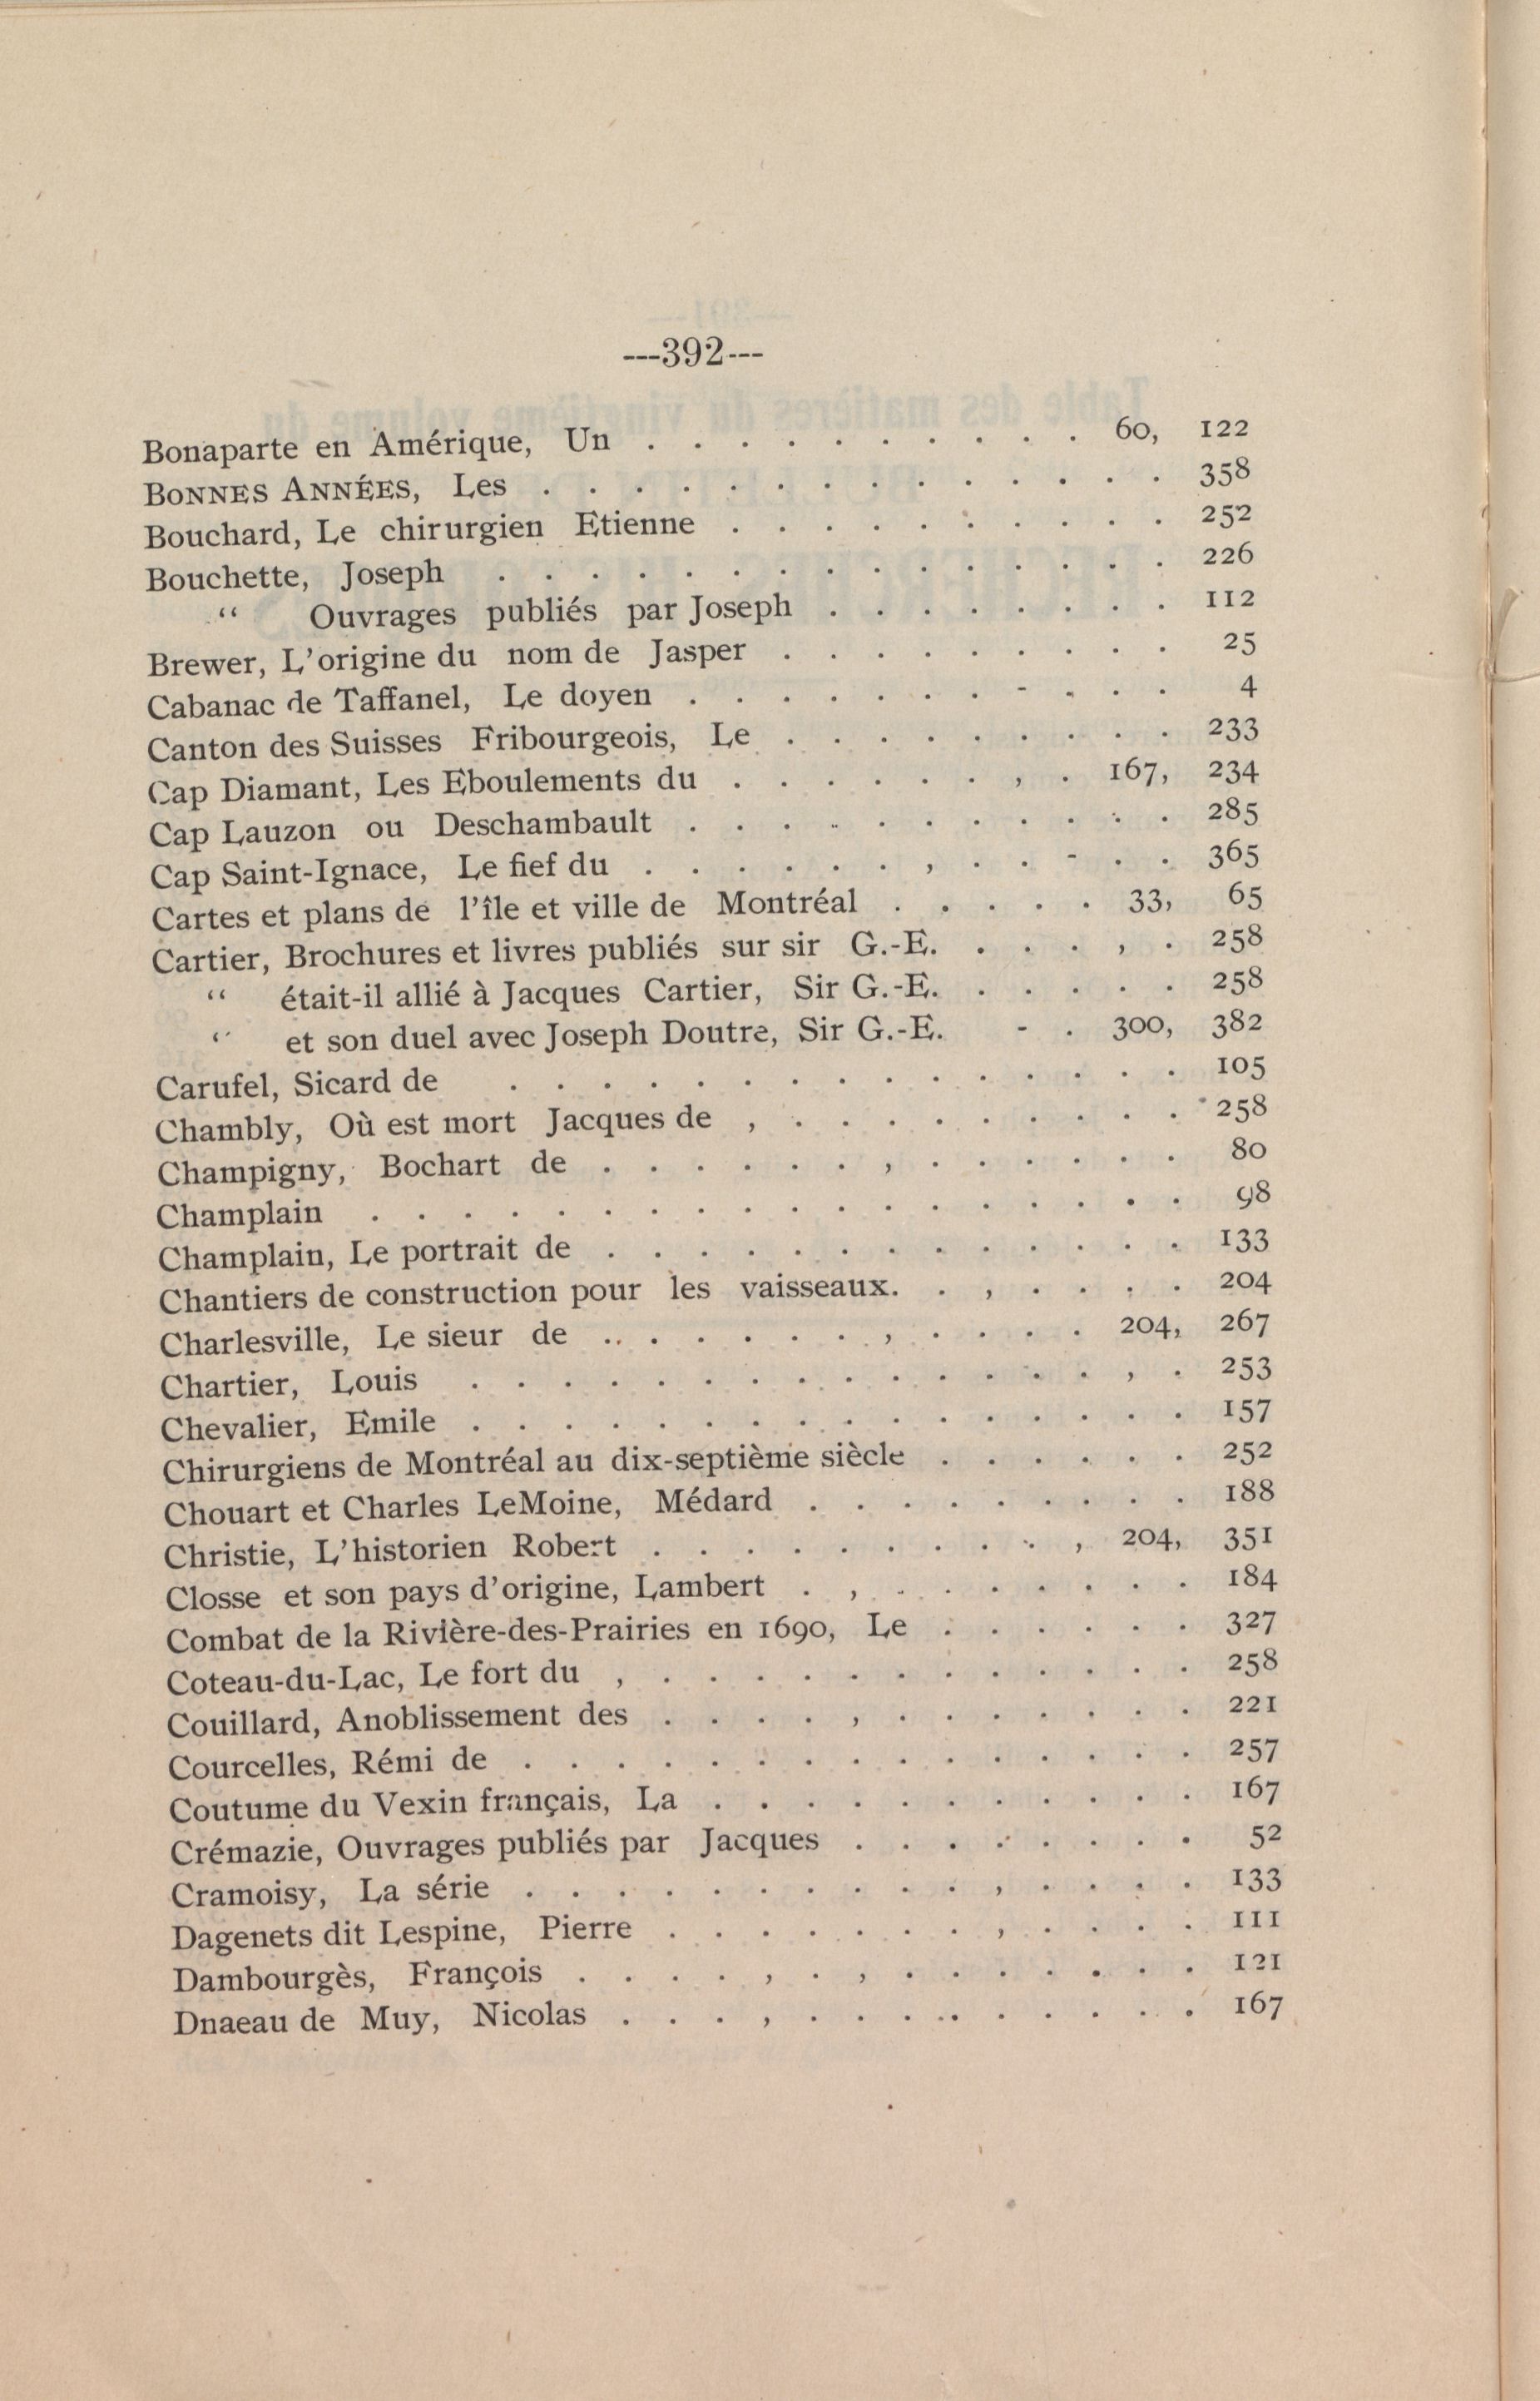 ---392---
Bonaparte en Amérique, Un . . . . . . . . . . 60, 122
BONNES ANNÉES, Les . . . . . . . . . . . . . . 358
Bouchard, Le chirurgien Etienne . . . . . . . . . . 252
Bouchette, Joseph . . . . . . . . . . . . . . . 226
“ Ouvrages publiés par Joseph . . . . . . . . 112
Brewer, L'origine du nom de Jasper . . . . . . . . . 25
Cabanac de Taffanel, Le doyen . . . . . . . - . . . 4
Canton des Suisses Fribourgeois, Le . . . . . . . . . 233
Cap Diamant, Les Eboulements du . . . . . . , . 167, 234
Cap Lauzon ou Deschambault . . . . . . . . . . . 285
Cap Saint-Ignace, Le fief du . . . . . . , . . - . . 365
Cartes et plans de l'île et ville de Montréal . . . . . 33, 65
Cartier, Brochures et livres publiés sur sir G.-E. . . . , . 258
“ était-il allié à Jacques Cartier, Sir G.-E. . . . . . 258
“ et son duel avec Joseph Doutre, Sir G.-E. - . 300, 382
Carufel, Sicard de . . . . . . . . . . . . . . . 105
Chambly, Où est mort Jacques de , . . . . . . . . . 258
Champigny, Bochart de . . . . . . , . . . . . . 80
Champlain . . . . . . . . . . . . . . . . . . 98
Champlain, Le portrait de . . . . . . . . . . . . . 133
Chantiers de construction pour les vaisseaux. . , . . . . 204
Charlesville, Le sieur de .. . . . . . , . . . . 204, 267
Chartier, Louis . . . . . . . . . . . . . . , . 253
Chevalier, Emile . . . . . . . . . . . . . . . . 157
Chirurgiens de Montréal au dix-septième siècle . . . . . . 252
Chouart et Charles LeMoine, Médard . . . . . . . . . 188
Christie, L'historien Robert . . . . . . . . . , 204, 351
Closse et son pays d'origine, Lambert . , . . . . . . . 184
Combat de la Rivière-des-Prairies en 1690, Le . . . . . . 327
Coteau-du-Lac, Le fort du , . . . . . . . . . . . . 258
Couillard, Anoblissement des . . . . , . . . . . . . 221
Courcelles, Rémi de . . . . . . . . . . . . . . . 257
Coutume du Vexin français, La . . . . . . . . . . . 167
Crémazie, Ouvrages publiés par Jacques . . . . . . . . 52
Cramoisy, La série . . . . . . . . . . , . . . . 133
Dagenets dit Lespine, Pierre . . . . . . . , . . . . 111
Dambourgès, François . . . . , . , . . . . . . . 121
Dnaeau de Muy, Nicolas . . . , . . . . . . . . . 167